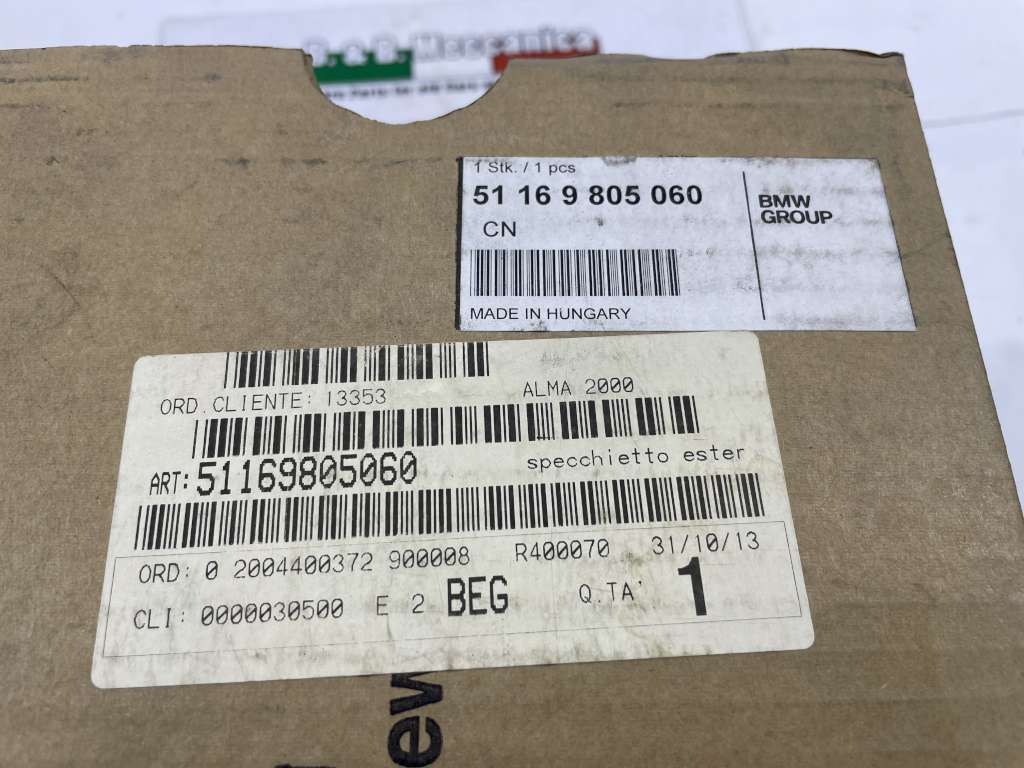 & B. Meccanica
1 Stk. / 1 pcs
51 16 9 805 060
CN
MADE IN HUNGARY
BMW
GROUP
ORD.CLIENTE: 13353 ALMA 2000
ART: 51169805060 specchietto ester
ORD: 0 2004400372 900008 R400070 31/10/13
CLI: 0000030500 E 2 BEG Q.TA' 1
ew